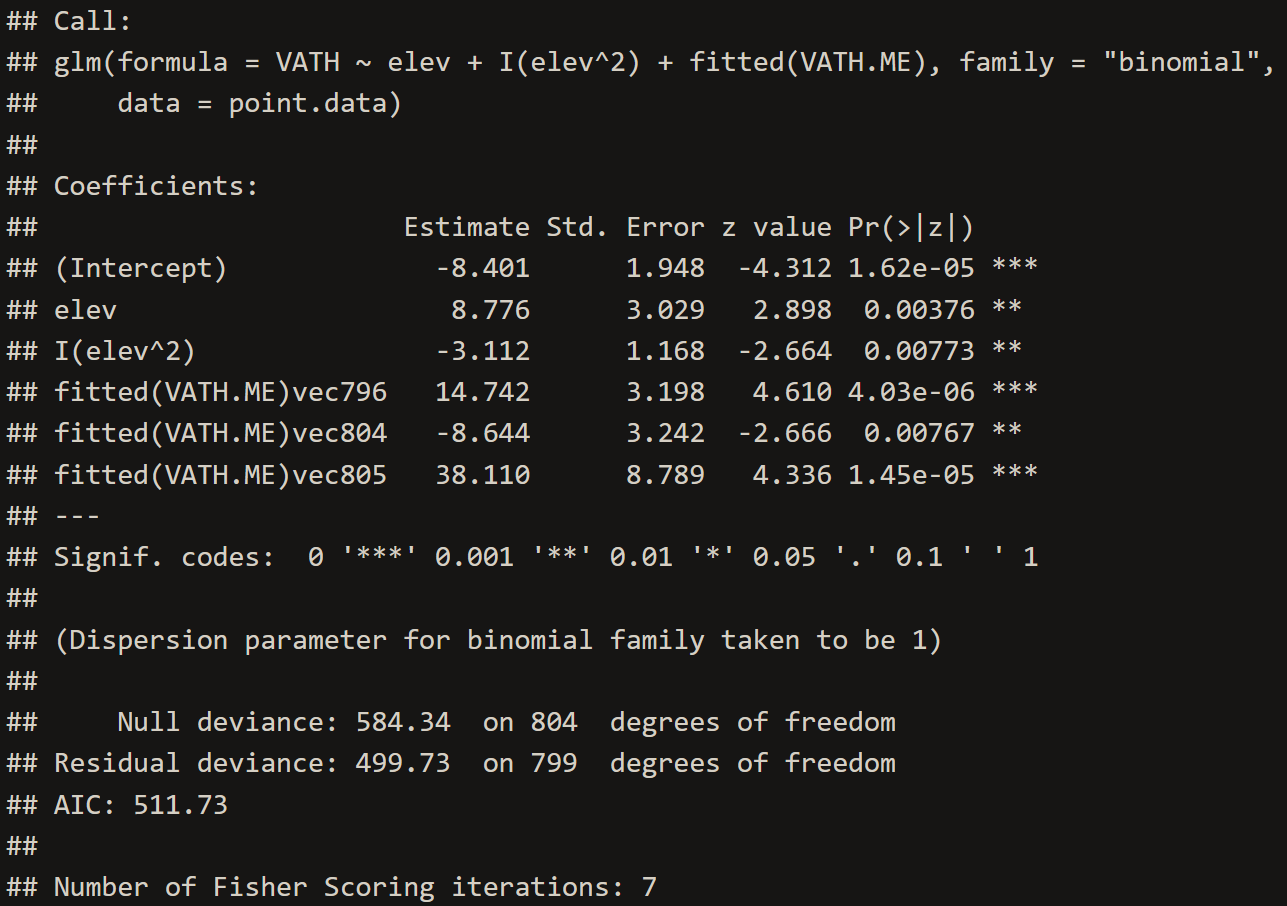 ## Call:
## glm(formula = VATH ~ elev + I(elev^2) + fitted(VATH.ME), family = "binomial",
##     data = point.data)
##
## Coefficients:
##                       Estimate Std. Error z value Pr(>|z|)
## (Intercept)             -8.401      1.948  -4.312 1.62e-05 ***
## elev                     8.776      3.029   2.898  0.00376 **
## I(elev^2)               -3.112      1.168  -2.664  0.00773 **
## fitted(VATH.ME)vec796   14.742      3.198   4.610 4.03e-06 ***
## fitted(VATH.ME)vec804   -8.644      3.242  -2.666  0.00767 **
## fitted(VATH.ME)vec805   38.110      8.789   4.336 1.45e-05 ***
## ---
## Signif. codes:  0 '***' 0.001 '**' 0.01 '*' 0.05 '.' 0.1 ' ' 1
##
## (Dispersion parameter for binomial family taken to be 1)
##
##     Null deviance: 584.34  on 804  degrees of freedom
## Residual deviance: 499.73  on 799  degrees of freedom
## AIC: 511.73
##
## Number of Fisher Scoring iterations: 7